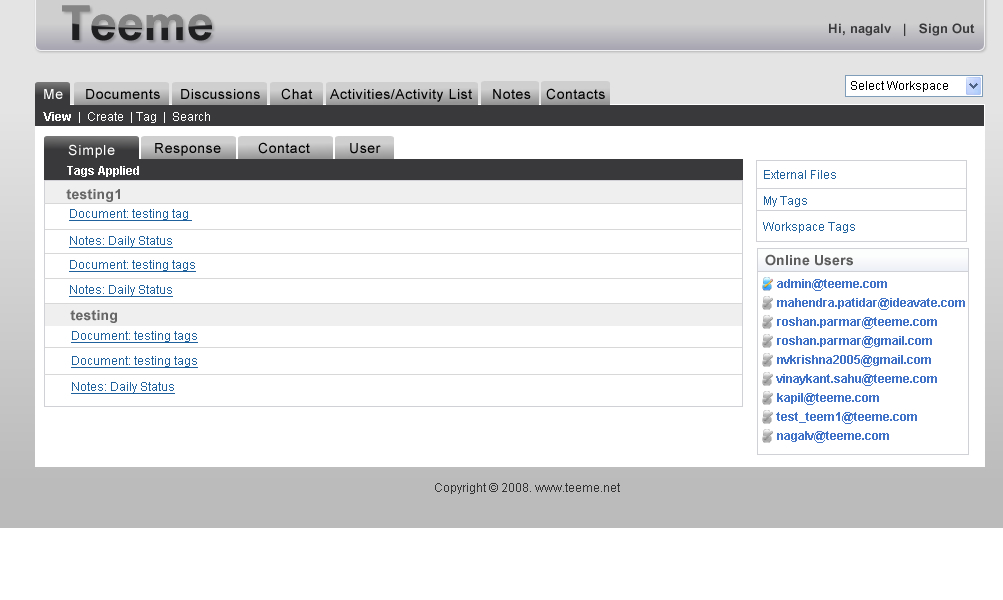 Teeme
Hi, nagalv | Sign Out
Me Documents Discussions Chat Activities/Activity List Notes Contacts Select Workspace
View | Create | Tag | Search
Simple Response Contact User
Tags Applied
testing1
Document: testing tag
Notes: Daily Status
Document: testing tags
Notes: Daily Status
testing
Document: testing tags
Document: testing tags
Notes: Daily Status
External Files
My Tags
Workspace Tags
Online Users
admin@teeme.com
mahendra.patidar@ideavate.com
roshan.parmar@teeme.com
roshan.parmar@gmail.com
nvkrishna2005@gmail.com
vinaykant.sahu@teeme.com
kapil@teeme.com
test_teem1@teeme.com
nagalv@teeme.com
Copyright © 2008. www.teeme.net